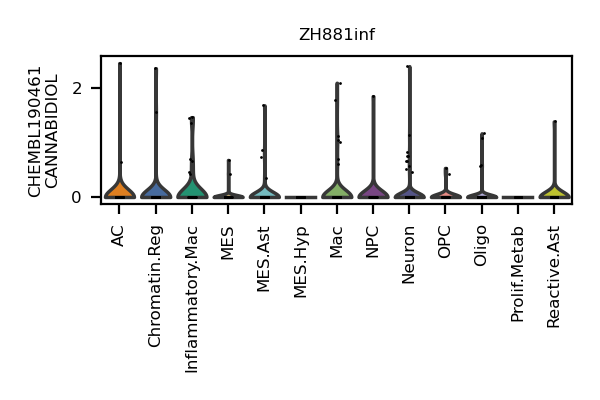 ZH881inf
CHEMBL190461
CANNABIDIOL
2
0
AC
Chromatin.Reg
Inflammatory.Mac
MES
MES.Ast
MES.Hyp
Mac
NPC
Neuron
OPC
Oligo
Prolif.Metab
Reactive.Ast